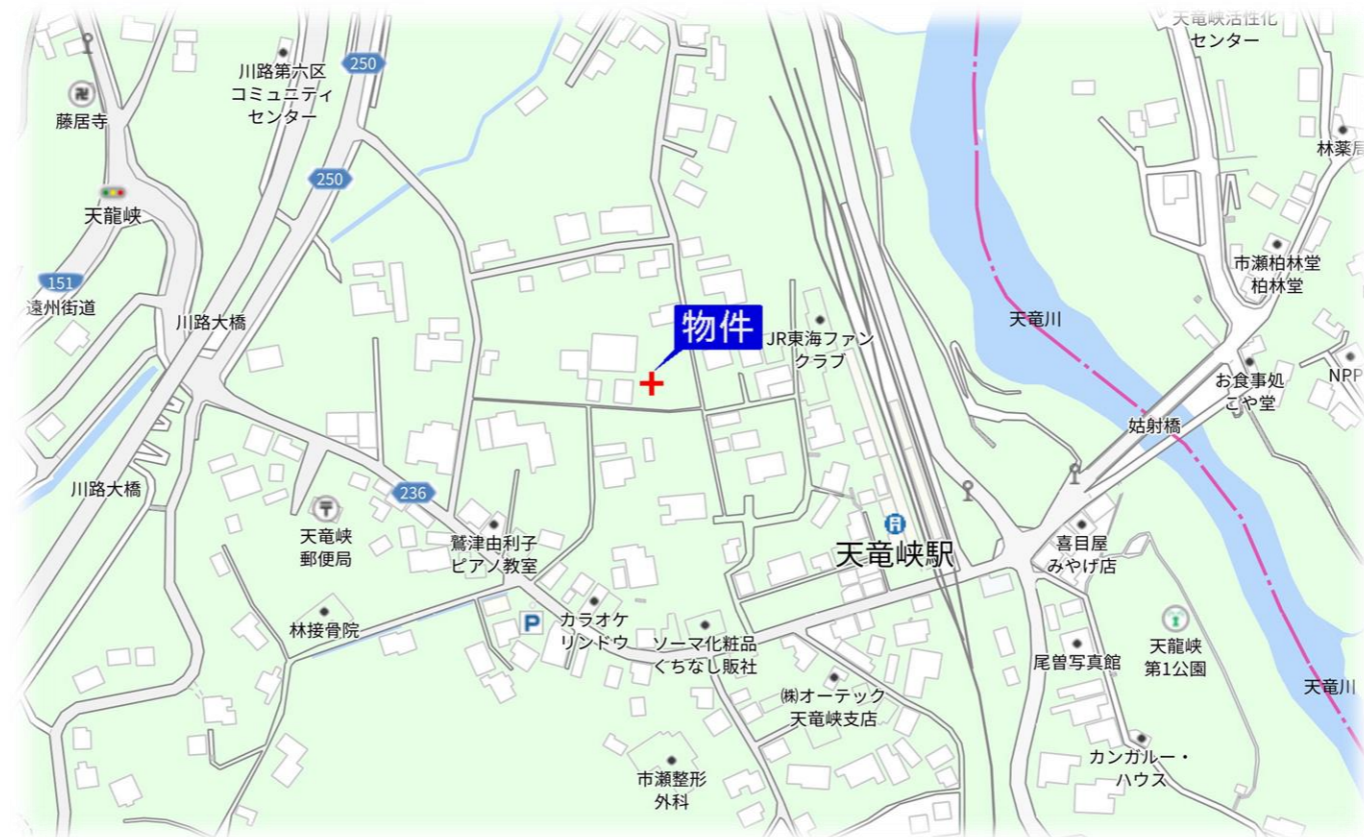 天竜峡活性化
センター
250
川路第六区
コミュニティ
センター
卍
藤居寺
林薬局
250
天龍峡
市瀬柏林堂
柏林堂
151
遠州街道
川路大橋
物件
JR東海ファン
クラブ
天竜川
お食事処
こや堂
NPP
姑射橋
川路大橋
236
〒
天竜峡
郵便局
鷲津由利子
ピアノ教室
天竜峡駅
喜目屋
みやげ店
林接骨院
P
カラオケ
リンドウ
ソーマ化粧品
くちなし販社
尾曽写真館
天龍峡
第1公園
㈱オーテック
天竜峡支店
天竜川
カンガルー・
ハウス
市瀬整形
外科